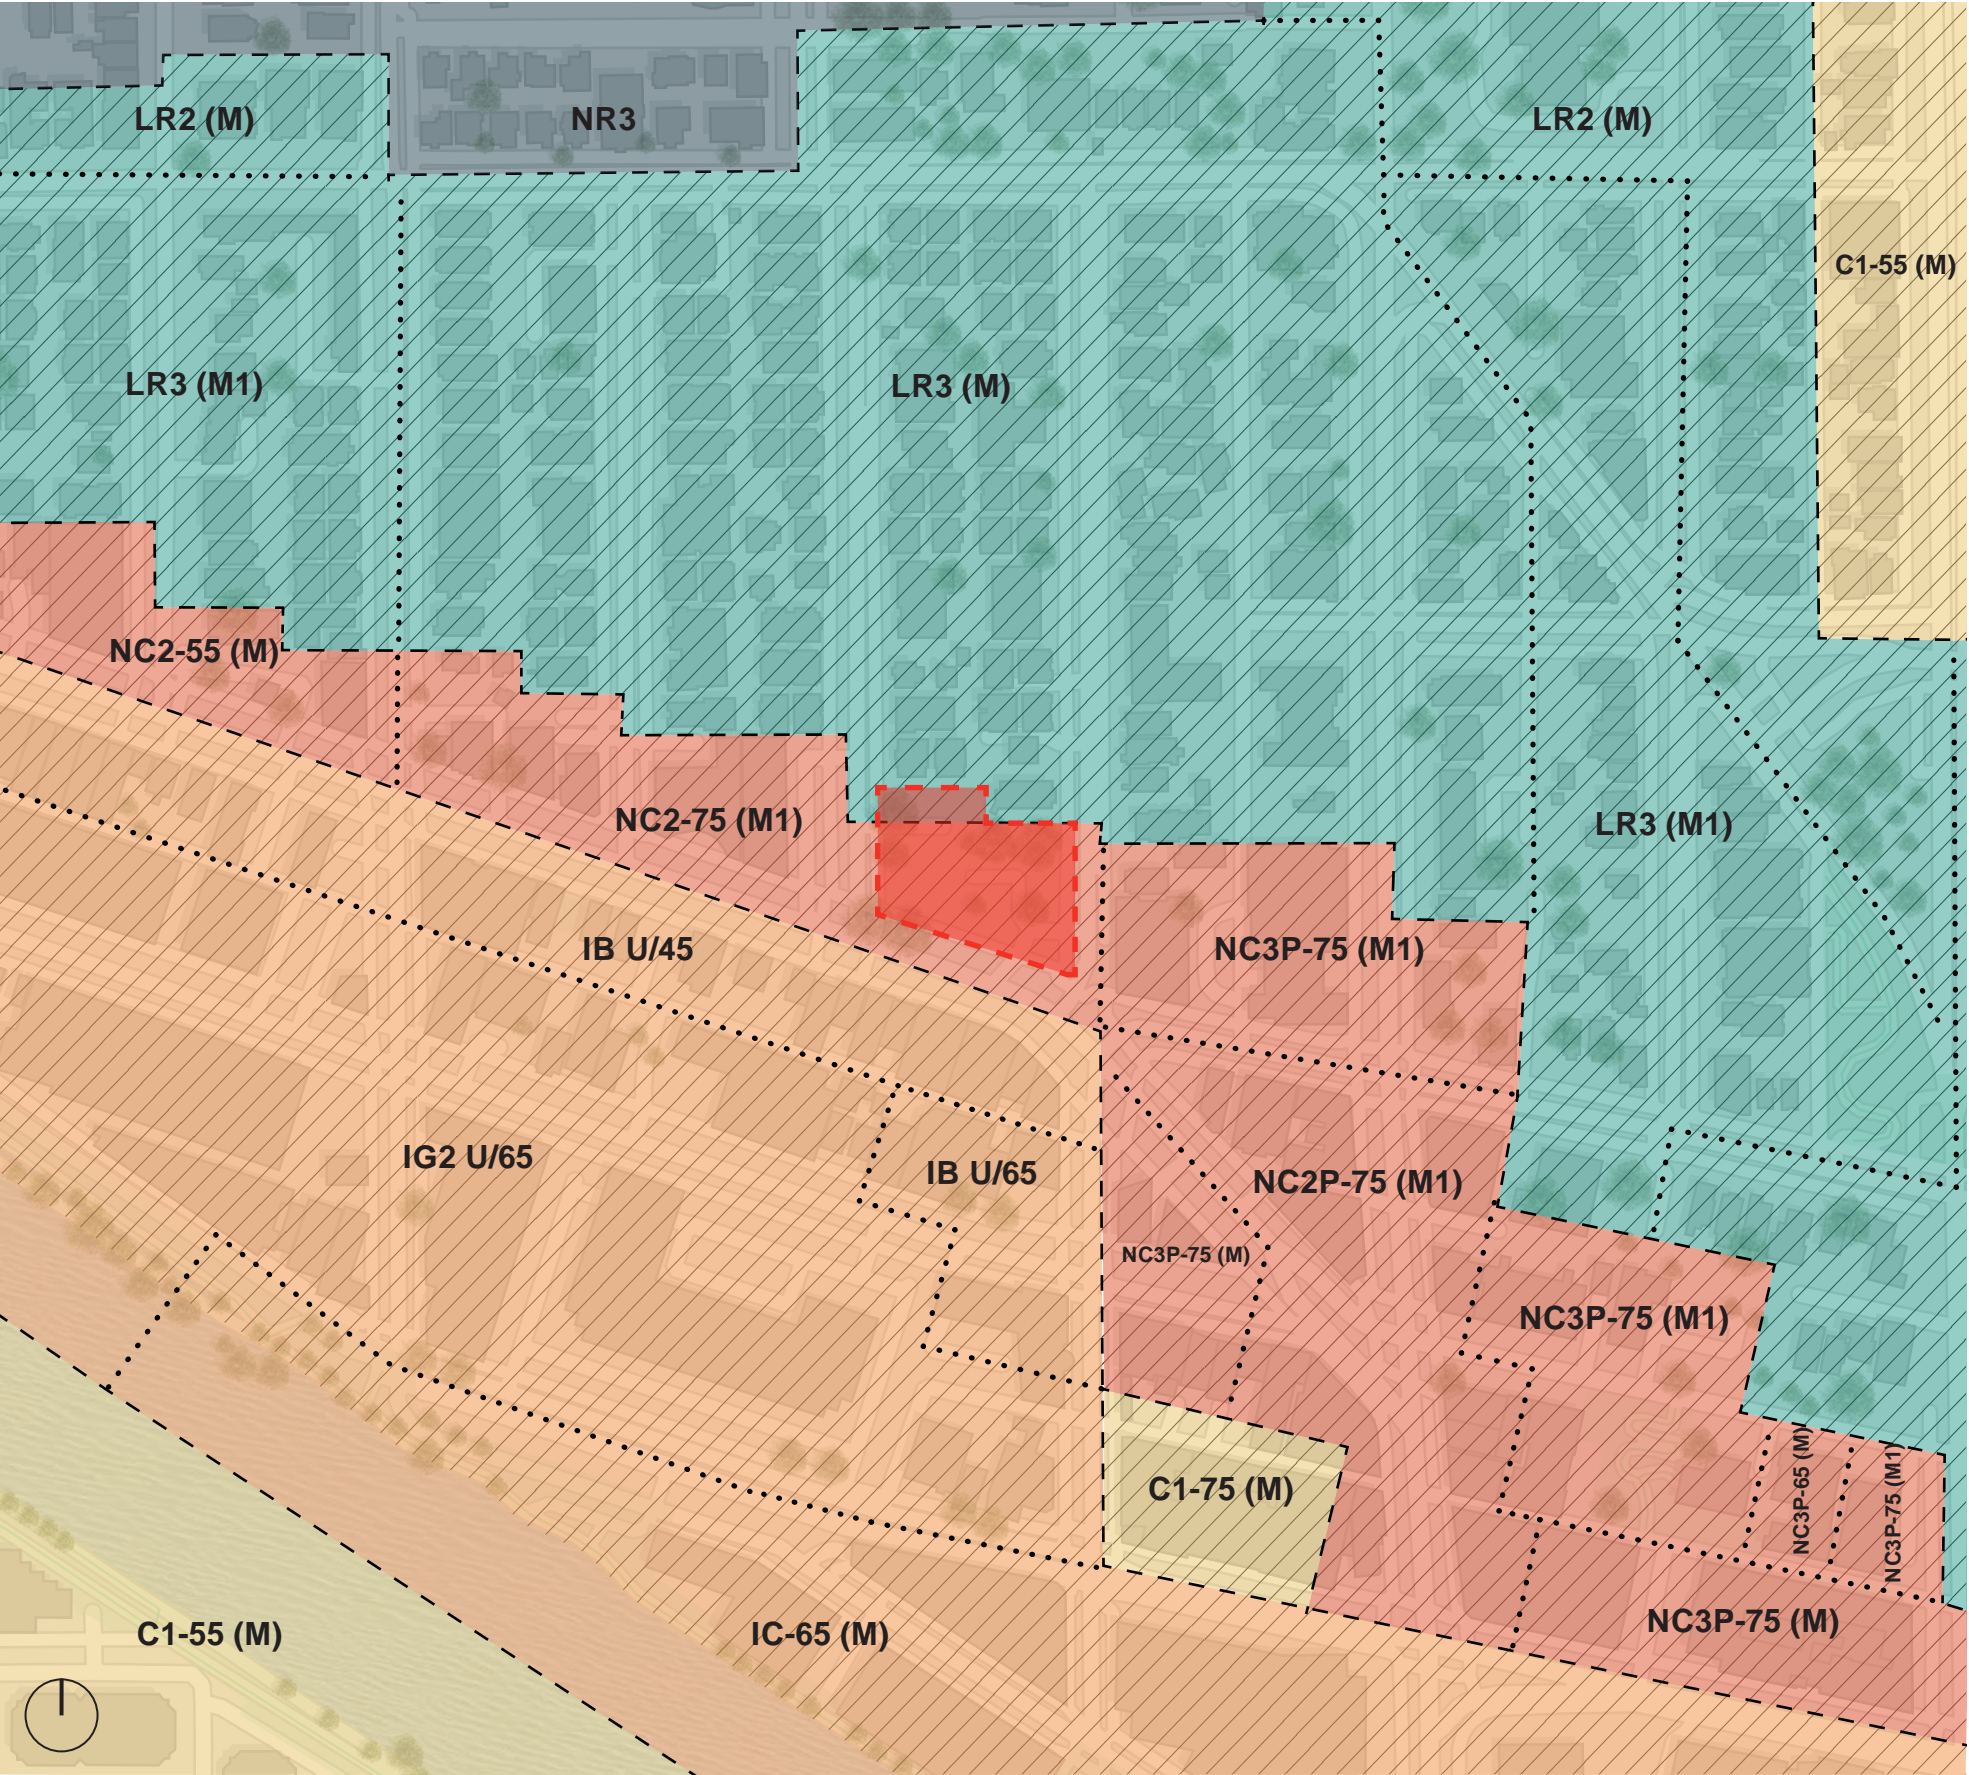 LR2 (M)
NR3
LR2 (M)
C1-55 (M)
LR3 (M1)
LR3 (M)
NC2-55 (M)
NC2-75 (M1)
LR3 (M1)
IB U/45
NC3P-75 (M1)
IG2 U/65
IB U/65
NC2P-75 (M1)
NC3P-75 (M)
NC3P-75 (M1)
C1-75 (M)
NC3P-65 (M)
NC3P-75 (M1)
C1-55 (M)
IC-65 (M)
NC3P-75 (M)